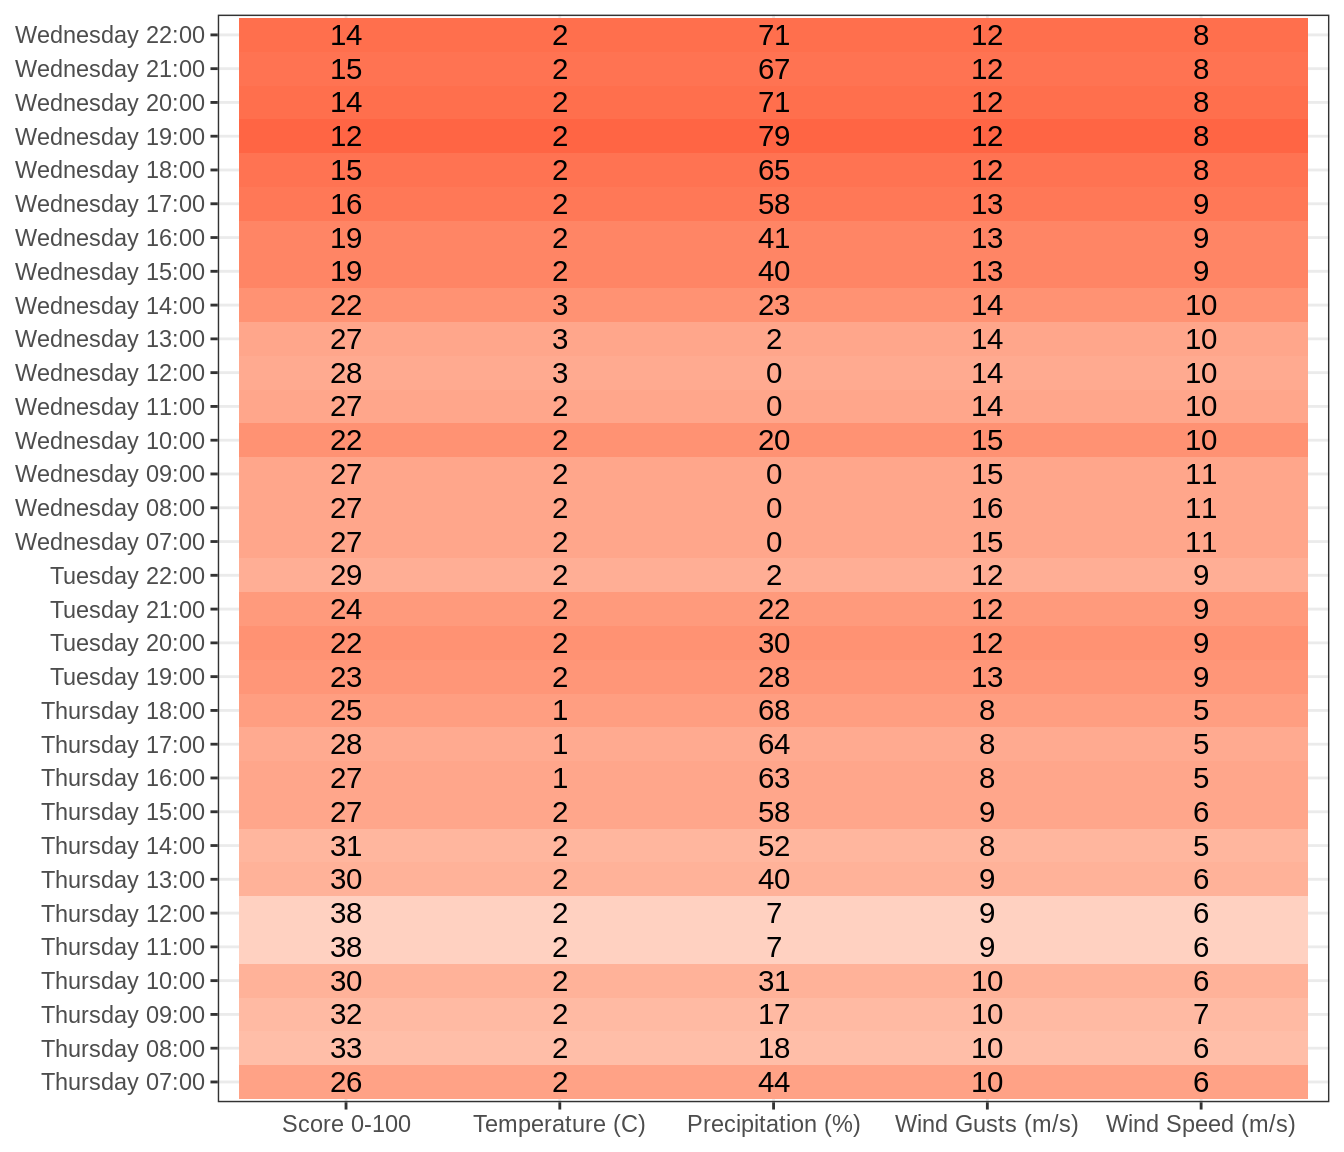 Wednesday 22:00 14 2 71 12 8
Wednesday 21:00 15 2 67 12 8
Wednesday 20:00 14 2 71 12 8
Wednesday 19:00 12 2 79 12 8
Wednesday 18:00 15 2 65 12 8
Wednesday 17:00 16 2 58 13 9
Wednesday 16:00 19 2 41 13 9
Wednesday 15:00 19 2 40 13 9
Wednesday 14:00 22 3 23 14 10
Wednesday 13:00 27 3 2 14 10
Wednesday 12:00 28 3 0 14 10
Wednesday 11:00 27 2 0 14 10
Wednesday 10:00 22 2 20 15 10
Wednesday 09:00 27 2 0 15 11
Wednesday 08:00 27 2 0 16 11
Wednesday 07:00 27 2 0 15 11
Tuesday 22:00 29 2 2 12 9
Tuesday 21:00 24 2 22 12 9
Tuesday 20:00 22 2 30 12 9
Tuesday 19:00 23 2 28 13 9
Thursday 18:00 25 1 68 8 5
Thursday 17:00 28 1 64 8 5
Thursday 16:00 27 1 63 8 5
Thursday 15:00 27 2 58 9 6
Thursday 14:00 31 2 52 8 5
Thursday 13:00 30 2 40 9 6
Thursday 12:00 38 2 7 9 6
Thursday 11:00 38 2 7 9 6
Thursday 10:00 30 2 31 10 6
Thursday 09:00 32 2 17 10 7
Thursday 08:00 33 2 18 10 6
Thursday 07:00 26 2 44 10 6
Score 0-100 Temperature (C) Precipitation (%) Wind Gusts (m/s) Wind Speed (m/s)